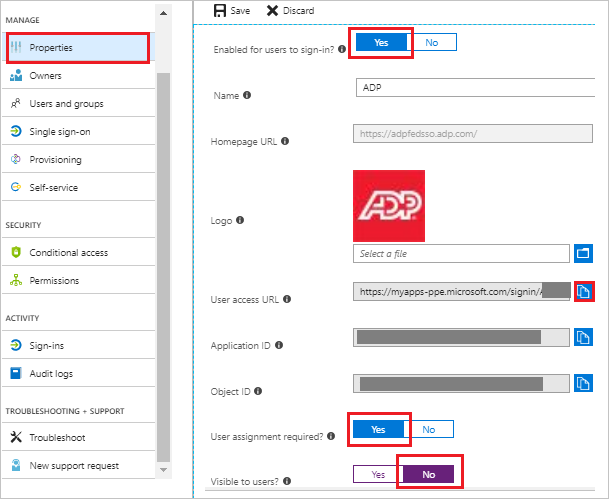 MANAGE
Properties
Owners
Users and groups
Single sign-on
Provisioning
Self-service
SECURITY
Conditional access
Permissions
ACTIVITY
Sign-ins
Audit logs
TROUBLESHOOTING + SUPPORT
Troubleshoot
New support request
Save Discard
Enabled for users to sign-in? Yes No
Name ADP
Homepage URL https://adpfedsso.adp.com/
Logo ADP
Select a file
User access URL https://myapps-ppe.microsoft.com/signin/
Application ID
Object ID
User assignment required? Yes No
Visible to users? Yes No